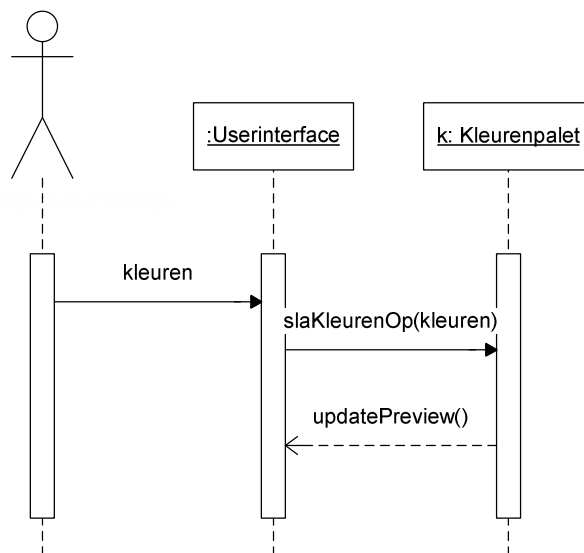 :Userinterface
k: Kleurenpalet
kleuren
slaKleurenOp(kleuren)
updatePreview()